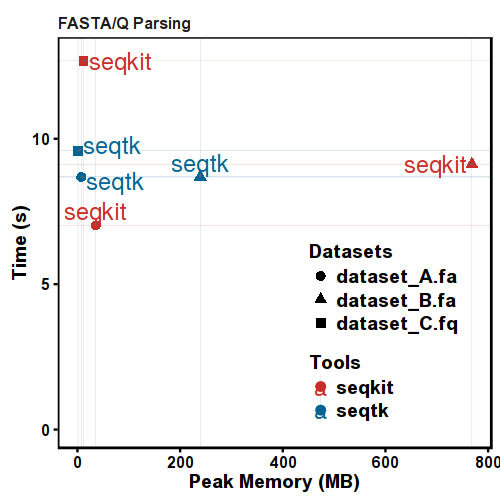 FASTA/Q Parsing
seqkit
10
seqtk
seqtk
seqkit
seqtk
seqkit
Time (s)
Datasets
dataset_A.fa
5
dataset_B.fa
dataset_C.fq
Tools
a seqkit
a seqtk
0
0 200 400 600 800
Peak Memory (MB)